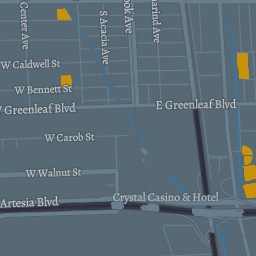 Center Ave
S Acacia Ave
W Caldwell St
W Bennett St
Greenleaf Blvd
E Greenleaf Blvd
W Carob St
W Walnut St
Crystal Casino & Hotel
Artesia Blvd